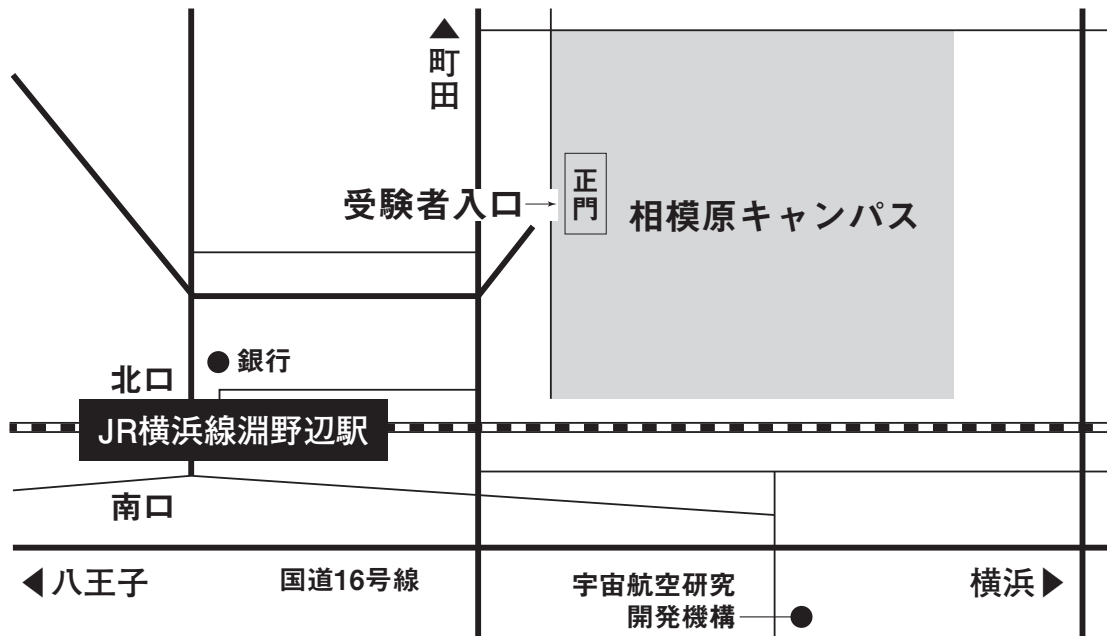 町田
受験者入口
正門
相模原キャンパス
銀行
北口
JR横浜線淵野辺駅
南口
八王子
国道16号線
宇宙航空研究
開発機構
横浜